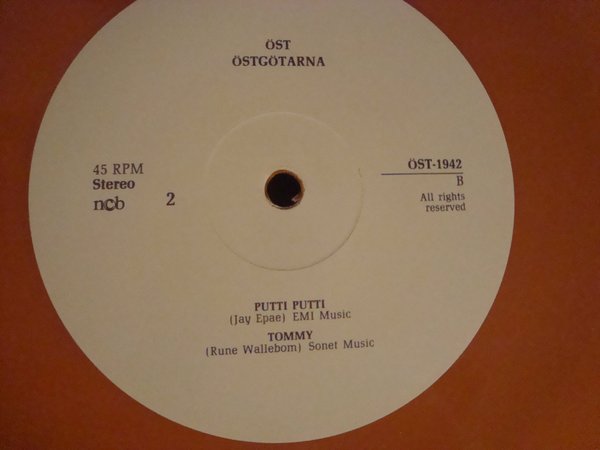 ÖST
ÖSTGÖTARNA
45 RPM
Stereo
ncb
2
ÖST-1942
B
All rights
reserved
PUTTI PUTTI
(Jay Epae) EMI Music
TOMMY
(Rune Wallebom) Sonet Music